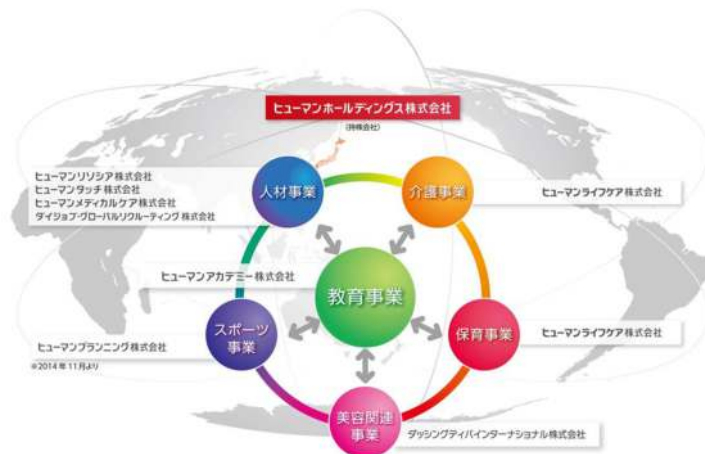 ヒューマンホールディングス株式会社
(持株会社)
ヒューマンリソシア株式会社
ヒューマンタッチ株式会社
ヒューマンメディカルケア株式会社
ダイジョブ・グローバルリクルーティング株式会社
人材事業
介護事業
ヒューマンライフケア株式会社
ヒューマンアカデミー株式会社
教育事業
スポーツ
事業
ヒューマンプランニング株式会社
※2014年11月より
保育事業
ヒューマンライフケア株式会社
美容関連
事業
ダッシングディバインターナショナル株式会社